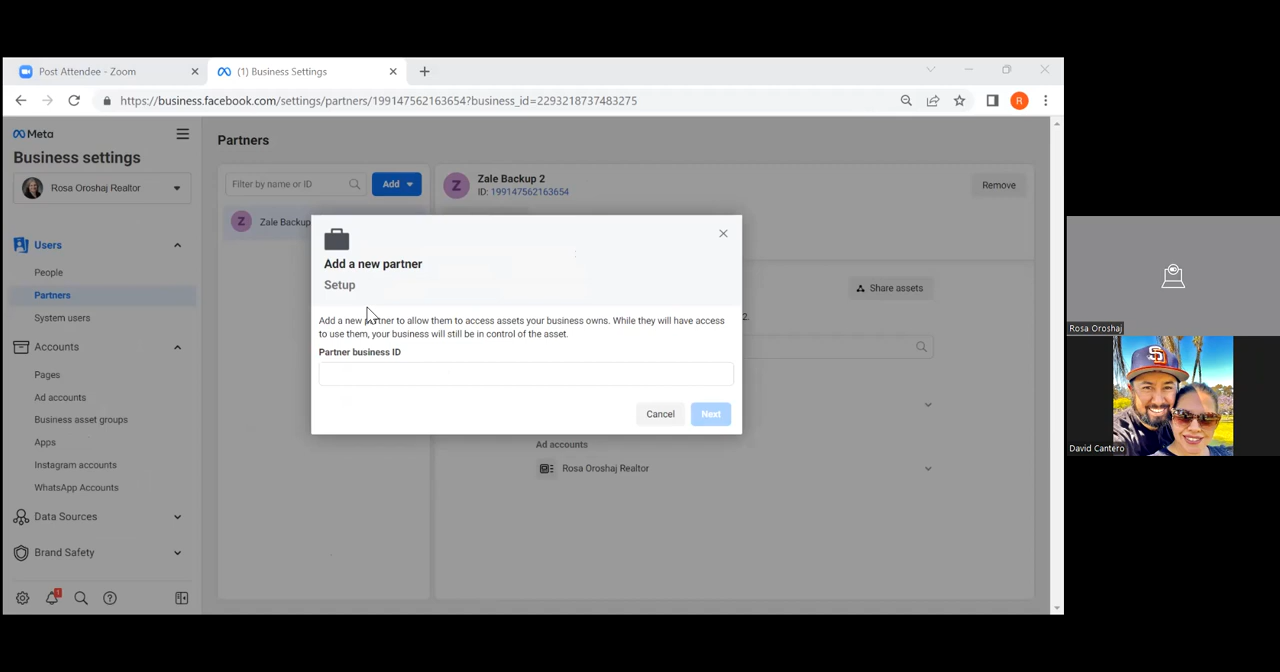 Post Attendee - Zoom
(1) Business Settings
https://business.facebook.com/settings/partners/199147562163654?business_id=2293218737483275
R
Meta
Business settings
Rosa Oroshaj Realtor
Users
People
Partners
System users
Accounts
Pages
Ad accounts
Business asset groups
Apps
Instagram accounts
WhatsApp Accounts
Data Sources
Brand Safety
1
Partners
Filter by name or ID
Add
Z
Zale Backup
Z
Zale Backup 2
ID: 199147562163654
Remove
Share assets
2.
Add a new partner
Setup
Add a new partner to allow them to access assets your business owns. While they will have access
to use them, your business will still be in control of the asset.
Partner business ID
Cancel
Next
Ad accounts
Rosa Oroshaj Realtor
Rosa Oroshaj
David Cantero